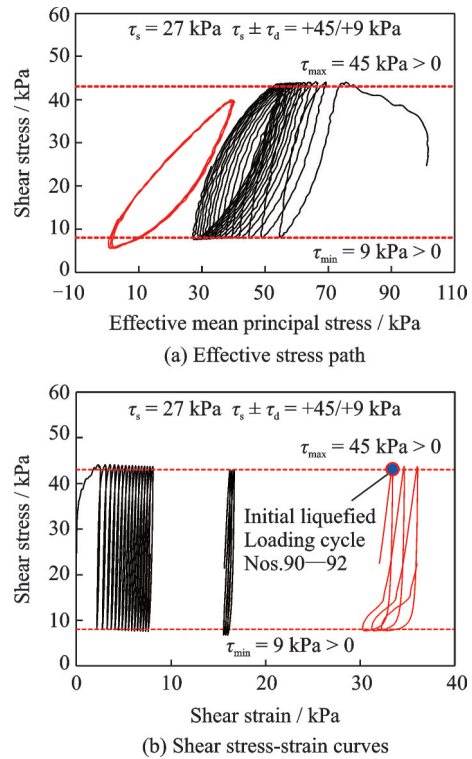 τs = 27 kPa τs ± τd = +45/+9 kPa
τmax = 45 kPa > 0
60
50
40
30
20
10
0
Shear stress / kPa
τmin = 9 kPa > 0
−10 10 30 50 70 90 110
Effective mean principal stress / kPa
(a) Effective stress path
τs = 27 kPa τs ± τd = +45/+9 kPa
τmax = 45 kPa > 0
60
50
40
30
20
10
0
Shear stress / kPa
Initial liquefied
Loading cycle
Nos.90—92
τmin = 9 kPa > 0
0 10 20 30 40
Shear strain / kPa
(b) Shear stress-strain curves